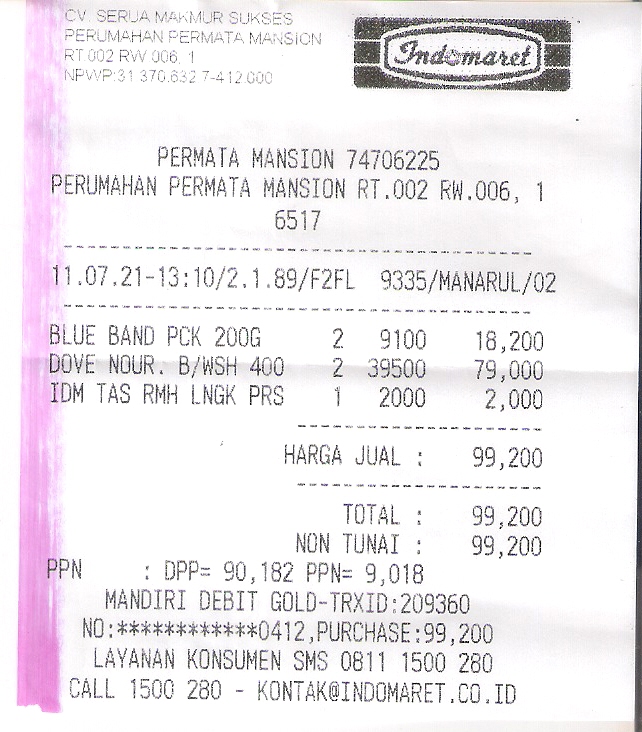 CV. SERUA MAKMUR SUKSES
PERUMAHAN PERMATA MANSION
RT.002 RW 006, 1
NPWP:31.370.632.7-412.000
Indomaret
PERMATA MANSION 74706225
PERUMAHAN PERMATA MANSION RT.002 RW.006, 1
6517
11.07.21-13:10/2.1.89/F2FL 9335/MANARUL/02
BLUE BAND PCK 200G 2 9100 18,200
DOVE NOUR. B/WSH 400 2 39500 79,000
IDM TAS RMH LNGK PRS 1 2000 2,000
HARGA JUAL : 99,200
TOTAL : 99,200
NON TUNAI : 99,200
PPN : DPP= 90,182 PPN= 9,018
MANDIRI DEBIT GOLD-TRXID:209360
NO:************0412,PURCHASE:99,200
LAYANAN KONSUMEN SMS 0811 1500 280
CALL 1500 280 - KONTAK@INDOMARET.CO.ID